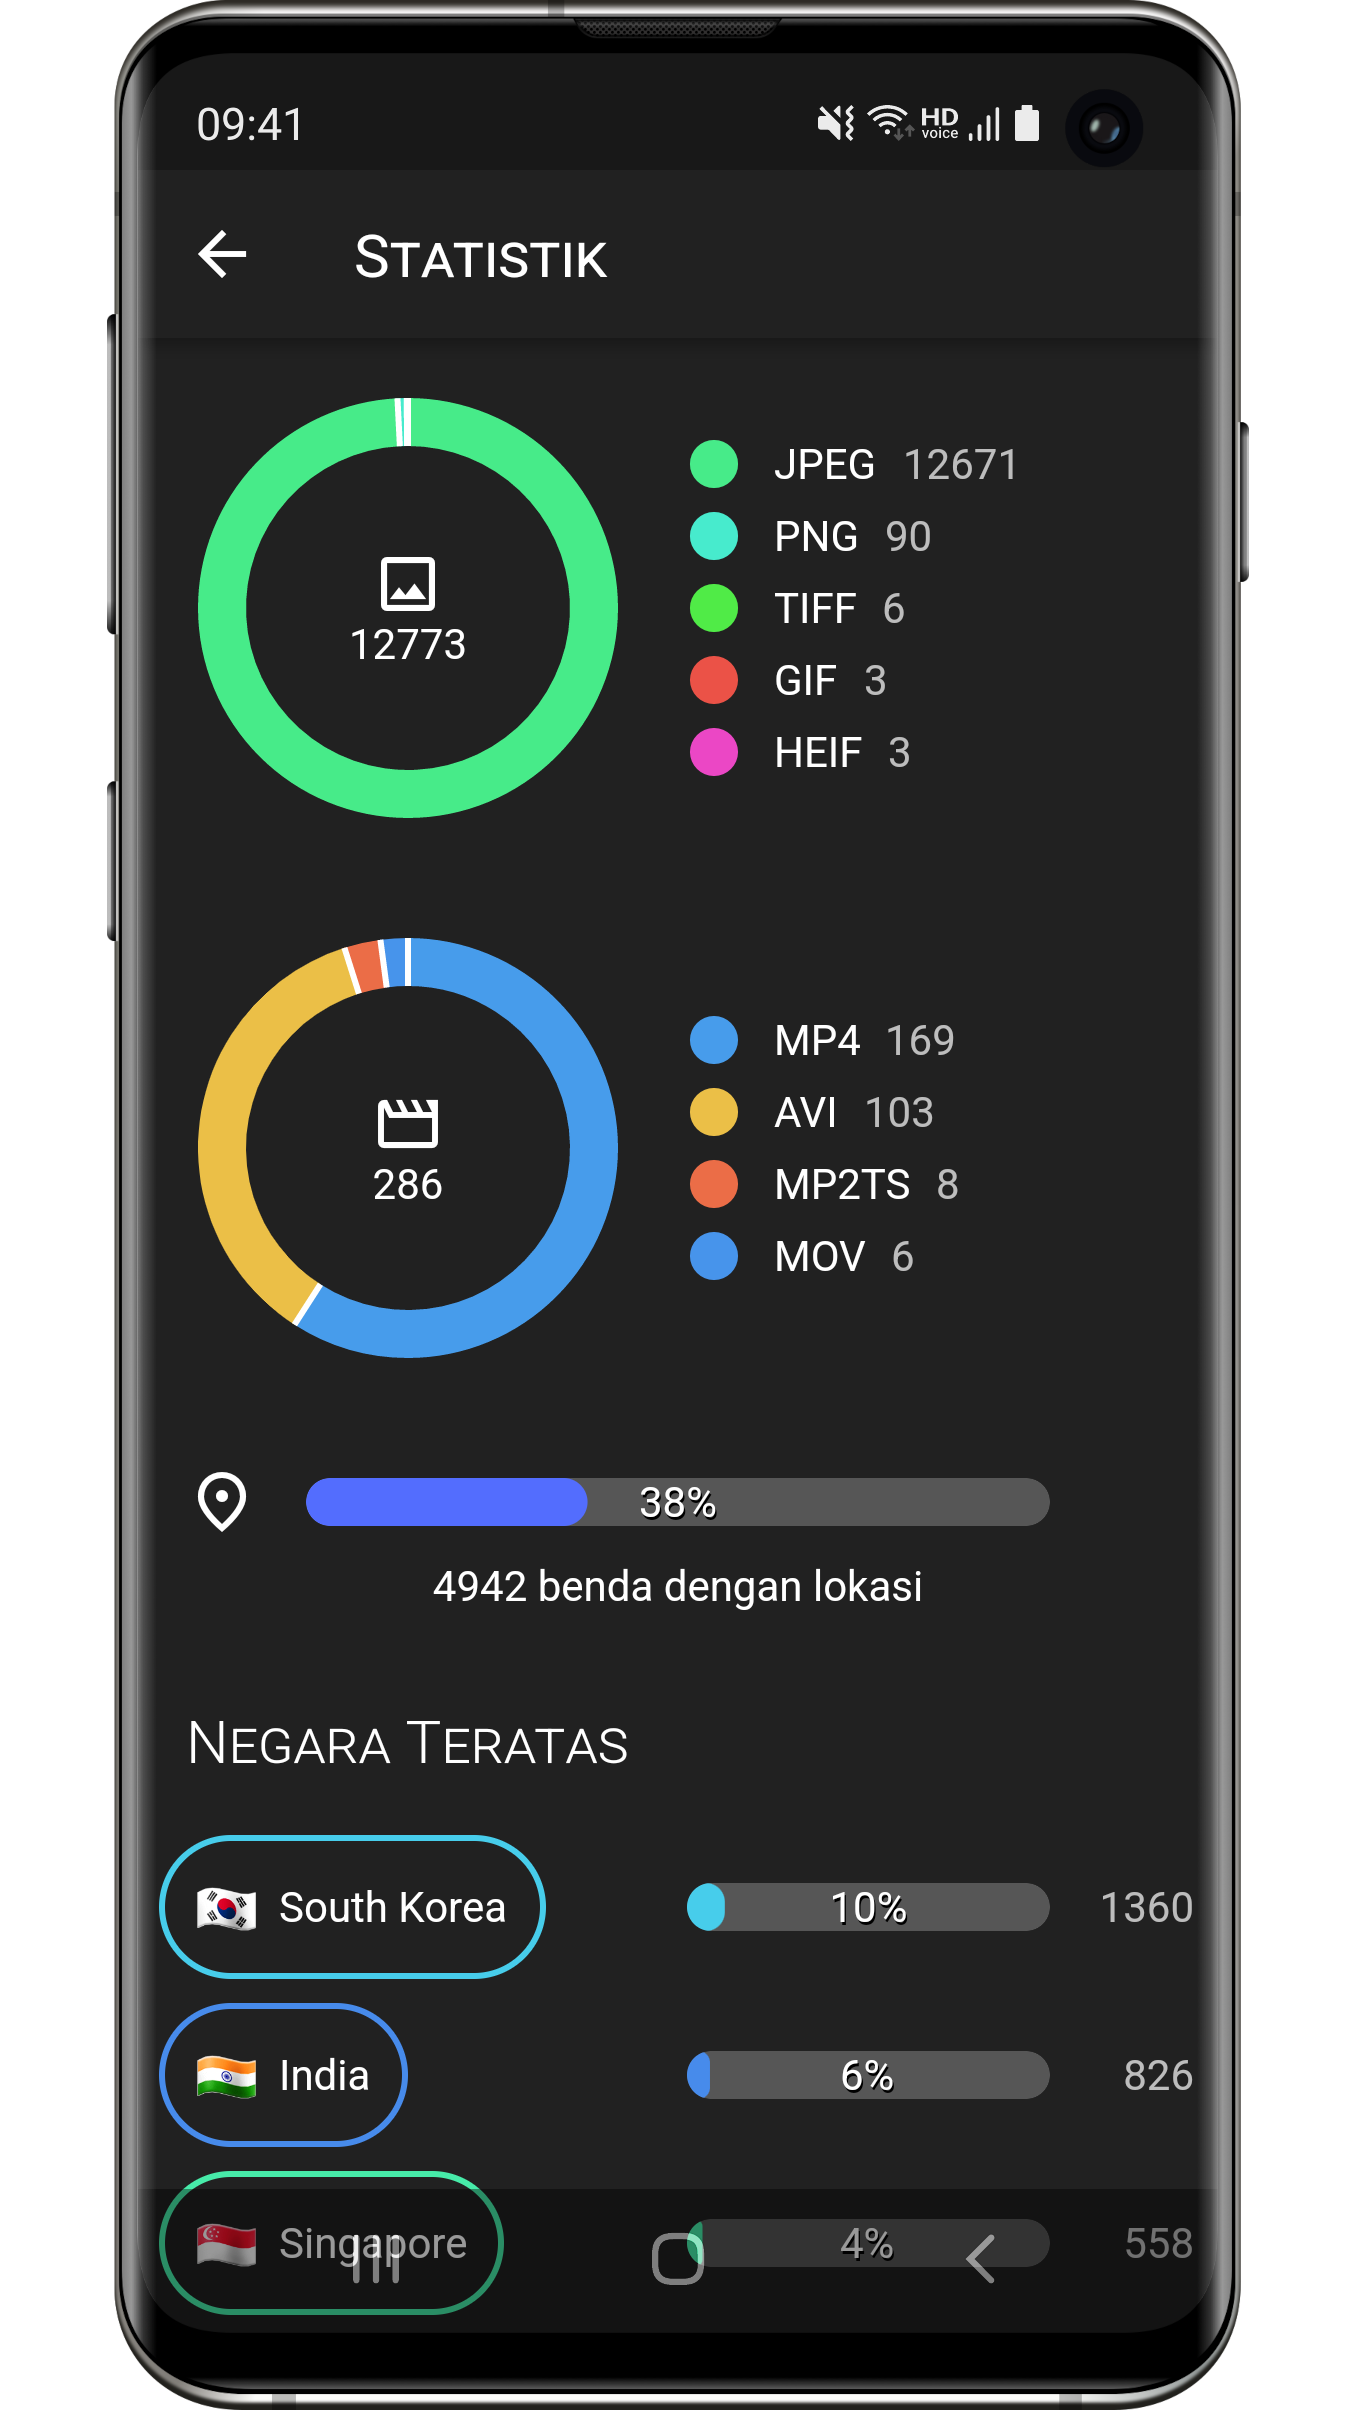 09:41
HD
voice
STATISTIK
12773
JPEG 12671
PNG 90
TIFF 6
GIF 3
HEIF 3
286
MP4 169
AVI 103
MP2TS 8
MOV 6
38%
4942 benda dengan lokasi
NEGARA TERATAS
South Korea 10% 1360
India 6% 826
Singapore 4% 558